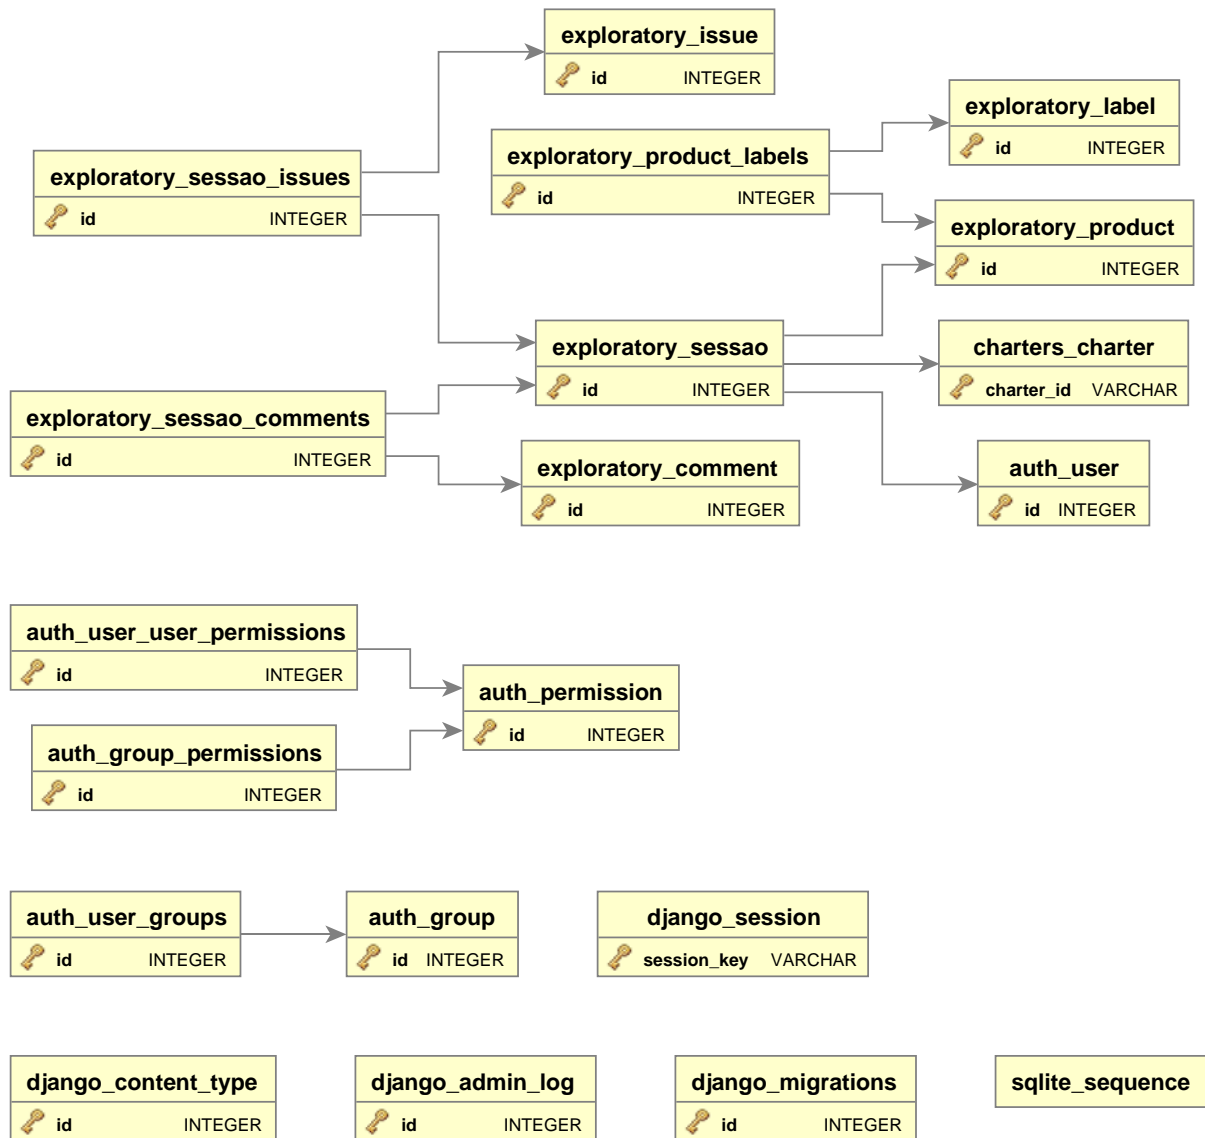 exploratory_issue
id INTEGER
exploratory_label
id INTEGER
exploratory_product_labels
id INTEGER
exploratory_sessao_issues
id INTEGER
exploratory_product
id INTEGER
exploratory_sessao
id INTEGER
charters_charter
charter_id VARCHAR
exploratory_sessao_comments
id INTEGER
exploratory_comment
id INTEGER
auth_user
id INTEGER
auth_user_user_permissions
id INTEGER
auth_permission
id INTEGER
auth_group_permissions
id INTEGER
auth_user_groups
id INTEGER
auth_group
id INTEGER
django_session
session_key VARCHAR
django_content_type
id INTEGER
django_admin_log
id INTEGER
django_migrations
id INTEGER
sqlite_sequence